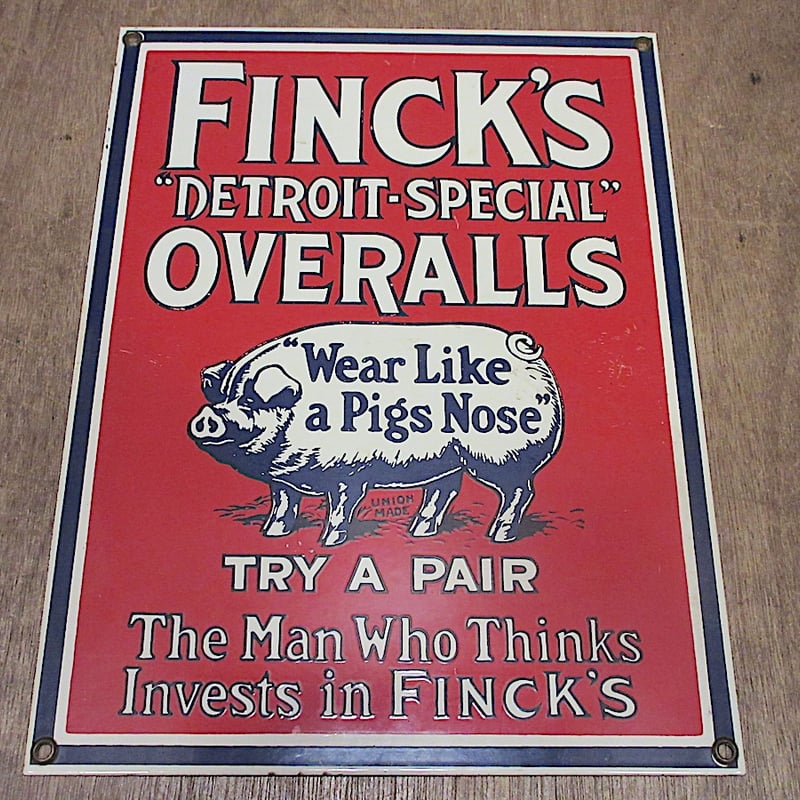 FINCK'S
"DETROIT-SPECIAL"
OVERALLS
"Wear Like
a Pigs Nose"
UNION
MADE
TRY A PAIR
The Man Who Thinks
Invests in FINCK'S